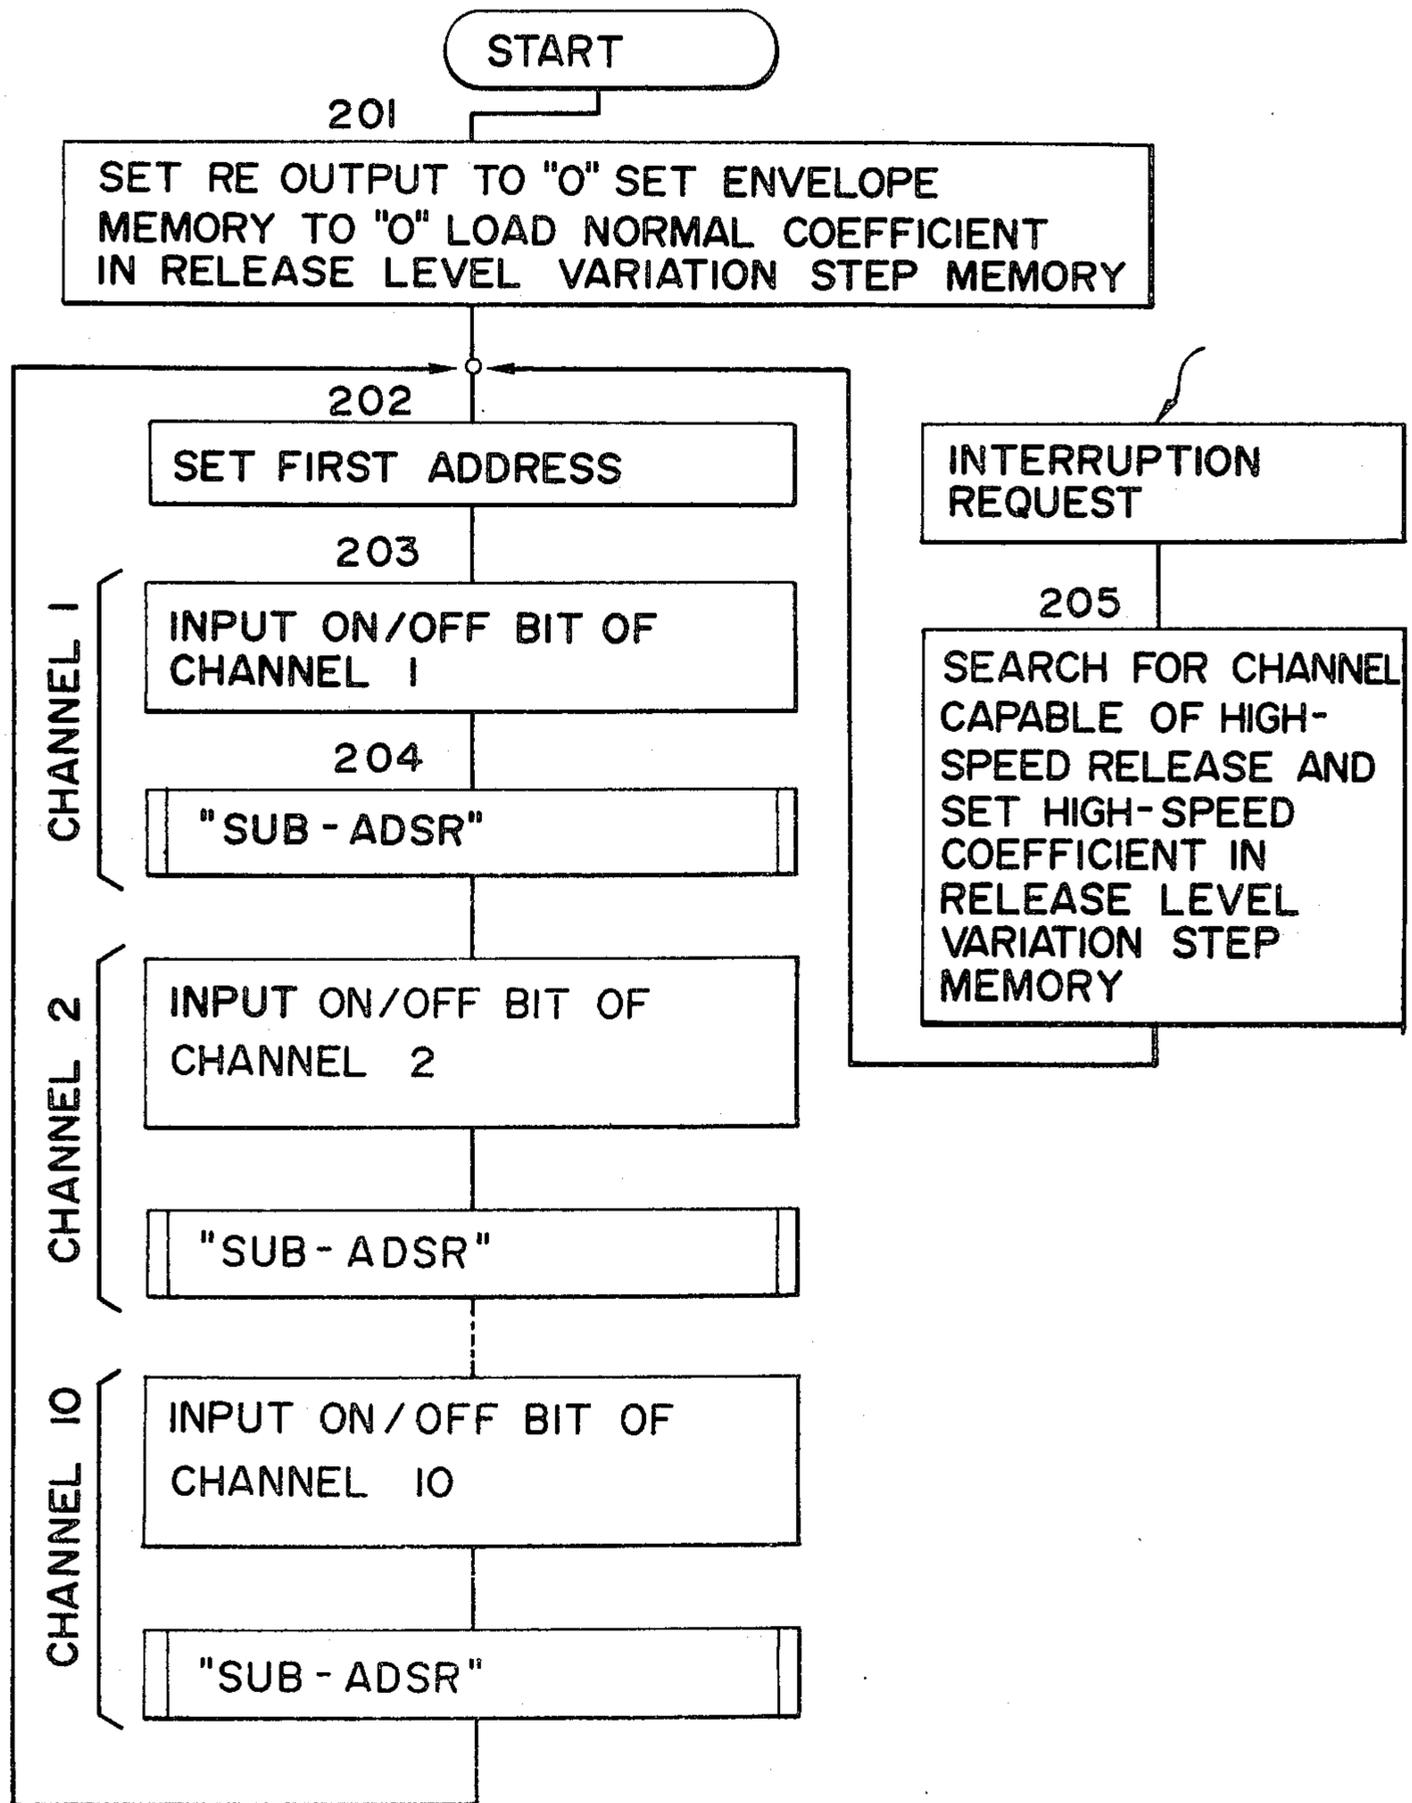 START
201
SET RE OUTPUT TO "0" SET ENVELOPE
MEMORY TO "0" LOAD NORMAL COEFFICIENT
IN RELEASE LEVEL VARIATION STEP MEMORY
202
SET FIRST ADDRESS
CHANNEL 1
203
INPUT ON/OFF BIT OF
CHANNEL 1
204
"SUB-ADSR"
CHANNEL 2
INPUT ON/OFF BIT OF
CHANNEL 2
"SUB-ADSR"
CHANNEL 10
INPUT ON/OFF BIT OF
CHANNEL 10
"SUB-ADSR"
INTERRUPTION
REQUEST
205
SEARCH FOR CHANNEL
CAPABLE OF HIGH-
SPEED RELEASE AND
SET HIGH-SPEED
COEFFICIENT IN
RELEASE LEVEL
VARIATION STEP
MEMORY